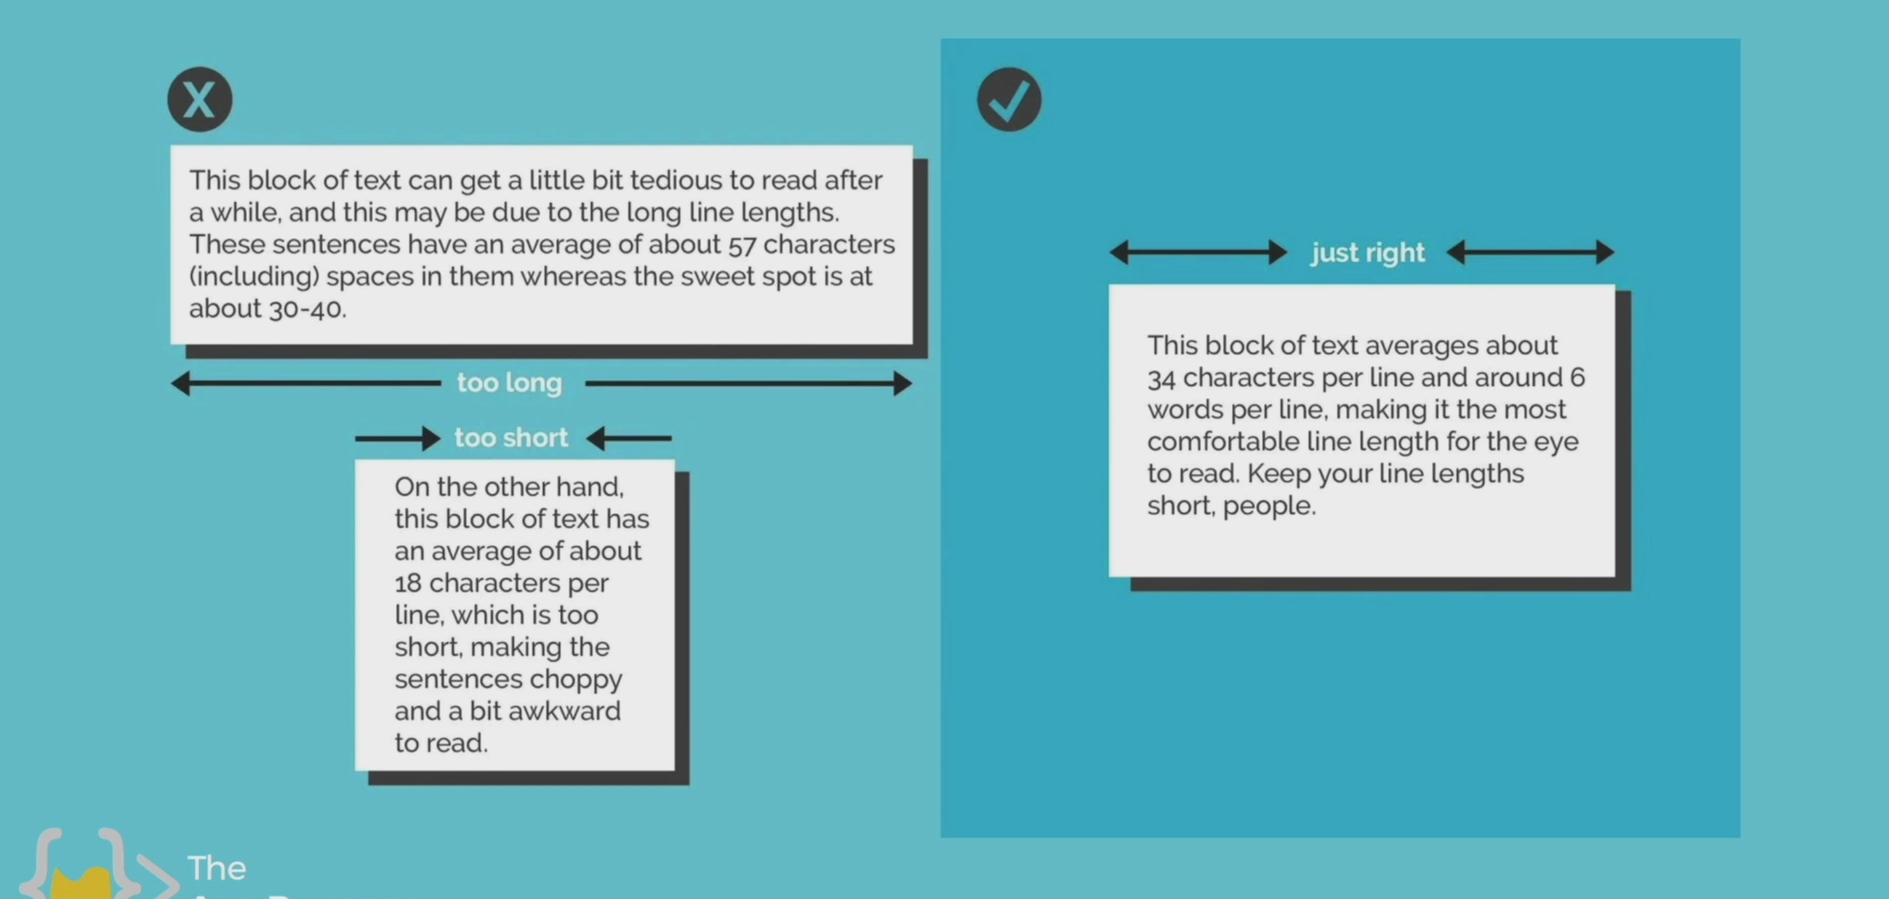 X
This block of text can get a little bit tedious to read after
a while, and this may be due to the long line lengths.
These sentences have an average of about 57 characters
(including) spaces in them whereas the sweet spot is at
about 30-40.
too long
too short
On the other hand,
this block of text has
an average of about
18 characters per
line, which is too
short, making the
sentences choppy
and a bit awkward
to read.
just right
This block of text averages about
34 characters per line and around 6
words per line, making it the most
comfortable line length for the eye
to read. Keep your line lengths
short, people.
The